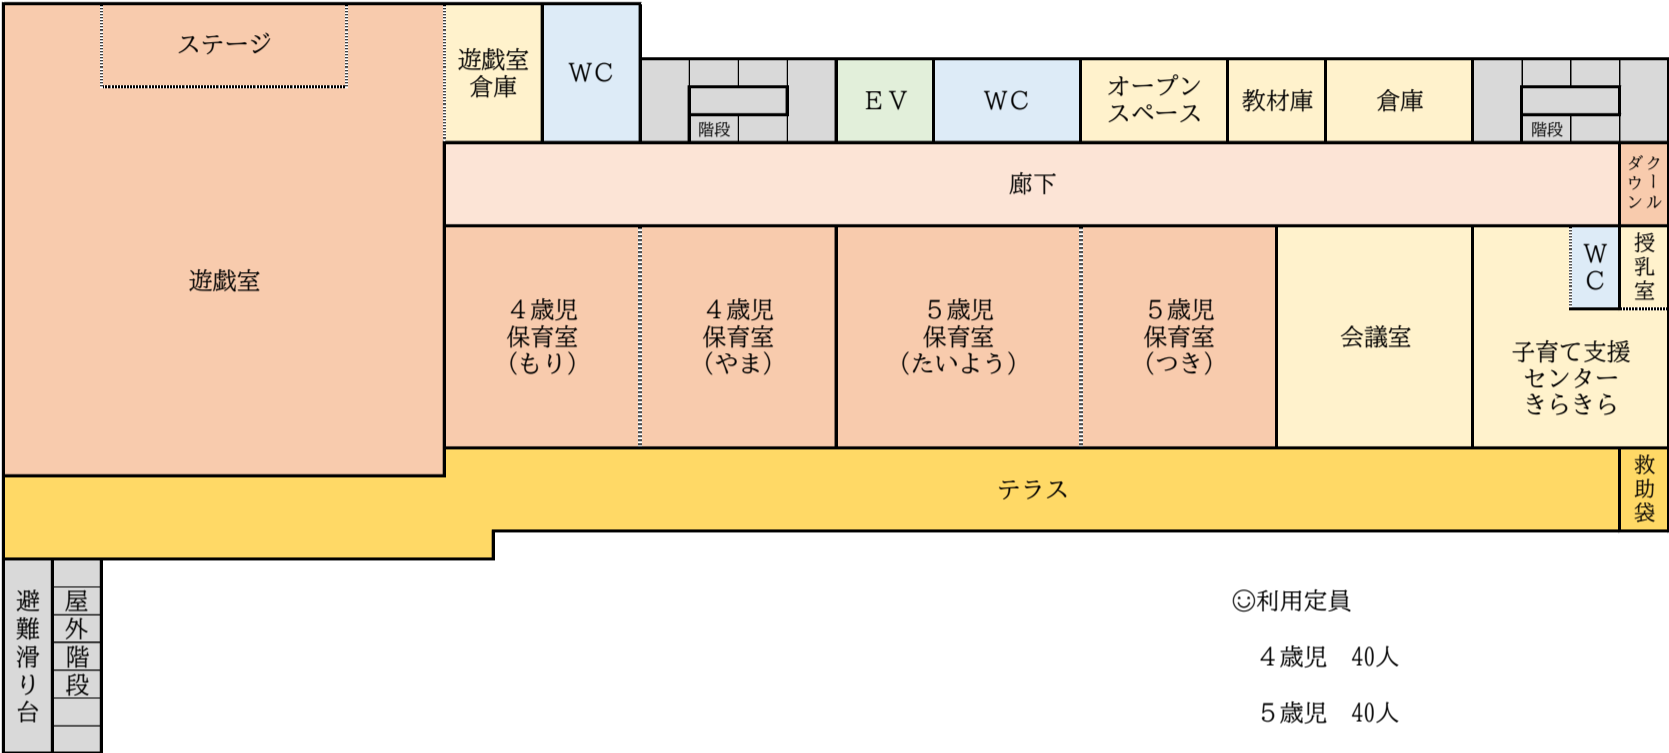 ステージ
遊戯室
倉庫
ＷＣ
階段
ＥＶ
ＷＣ
オープン
スペース
教材庫
倉庫
階段
廊下
クール
ダウン
遊戯室
４歳児
保育室
（もり）
４歳児
保育室
（やま）
５歳児
保育室
（たいよう）
５歳児
保育室
（つき）
会議室
ＷＣ
授乳室
子育て支援
センター
きらきら
テラス
救助袋
避難滑り台
屋外階段
☺利用定員
４歳児　40人
５歳児　40人